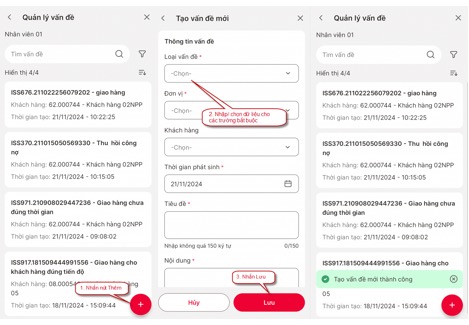 Quản lý vấn đề
Nhân viên 01
Tìm vấn đề
Hiển thị 4/4
ISS676.211022256079202 - giao hàng
Khách hàng: 62.000744 - Khách hàng 02NPP
Thời gian tạo: 21/11/2024 - 10:22:25
ISS370.211015050569330 - Thu hồi công
nợ
Khách hàng: 62.000744 - Khách hàng 02NPP
Thời gian tạo: 21/11/2024 - 10:15:05
ISS971.210908029447236 - Giao hàng chưa
đúng thời gian
Khách hàng: 62.000744 - Khách hàng 02NPP
Thời gian tạo: 21/11/2024 - 09:08:02
ISS917.181509444991556 - Giao hàng cho
khách hàng đúng tiến độ
Khách hàng: 08.00054
05
Thời gian tạo: 18/11/2024 - 15:09:44
1. Nhấn nút Thêm
Tạo vấn đề mới
Thông tin vấn đề
Loại vấn đề *
-Chọn-
Đơn vị *
-Chọn-
2. Nhập/ chọn dữ liệu cho
các trường bắt buộc
Khách hàng
-Chọn-
Thời gian phát sinh *
21/11/2024
Tiêu đề *
Nhập không quá 150 ký tự
0/150
Nội dung *
3. Nhấn Lưu
Hủy
Lưu
Quản lý vấn đề
Nhân viên 01
Tìm vấn đề
Hiển thị 4/4
ISS676.211022256079202 - giao hàng
Khách hàng: 62.000744 - Khách hàng 02NPP
Thời gian tạo: 21/11/2024 - 10:22:25
ISS370.211015050569330 - Thu hồi công
nợ
Khách hàng: 62.000744 - Khách hàng 02NPP
Thời gian tạo: 21/11/2024 - 10:15:05
ISS971.210908029447236 - Giao hàng chưa
đúng thời gian
Khách hàng: 62.000744 - Khách hàng 02NPP
Thời gian tạo: 21/11/2024 - 09:08:02
ISS917.181509444991556 - Giao hàng cho
Tạo vấn đề mới thành công
05
Thời gian tạo: 18/11/2024 - 15:09:44